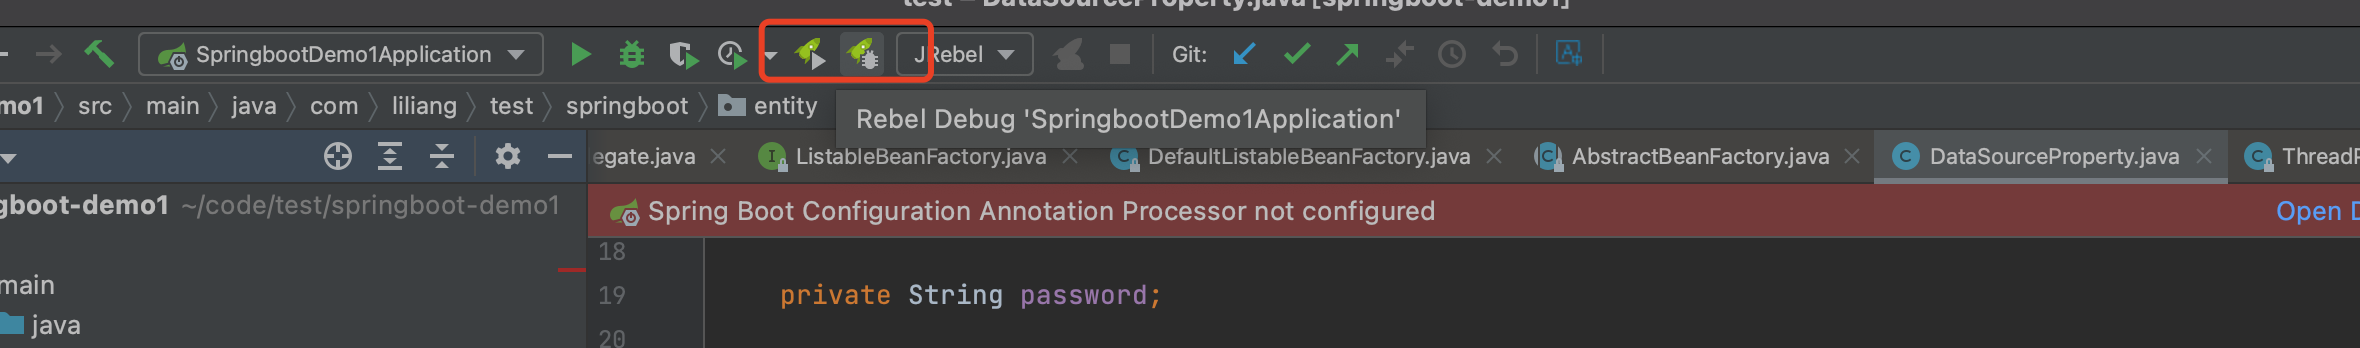 test – DataSourceProperty.java [springboot-demo1]
SpringbootDemo1Application JRebel Git:
mo1 src main java com liliang test springboot entity
Rebel Debug 'SpringbootDemo1Application'
egate.java ListableBeanFactory.java DefaultListableBeanFactory.java AbstractBeanFactory.java DataSourceProperty.java ThreadP
gboot-demo1 ~/code/test/springboot-demo1
Spring Boot Configuration Annotation Processor not configured Open D
18
main
19 private String password;
java
20